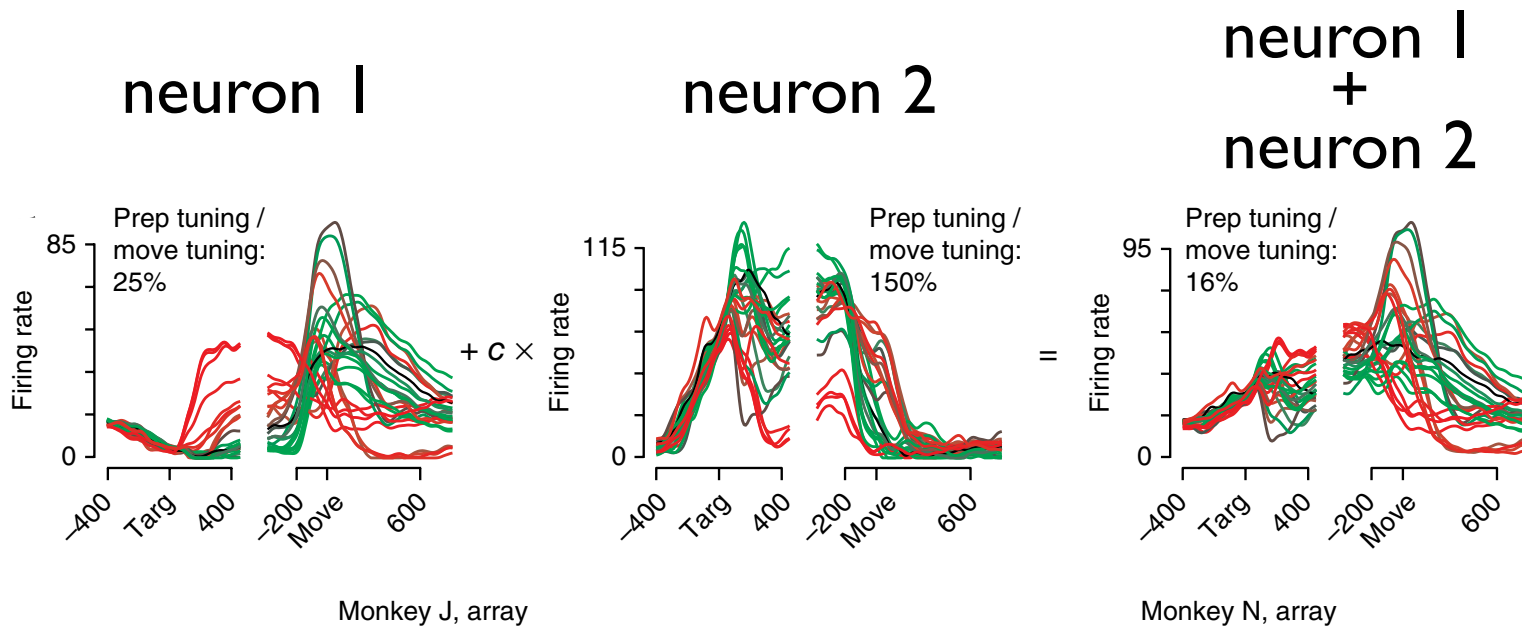 neuron 1
neuron 2
neuron 1
+
neuron 2
Prep tuning /
move tuning:
25%
85
0
Firing rate
−400
Targ
400
−200
Move
600
+ c ×
Prep tuning /
move tuning:
150%
115
0
Firing rate
−400
Targ
400
−200
Move
600
=
Prep tuning /
move tuning:
16%
95
0
Firing rate
−400
Targ
400
−200
Move
600
Monkey J, array
Monkey N, array